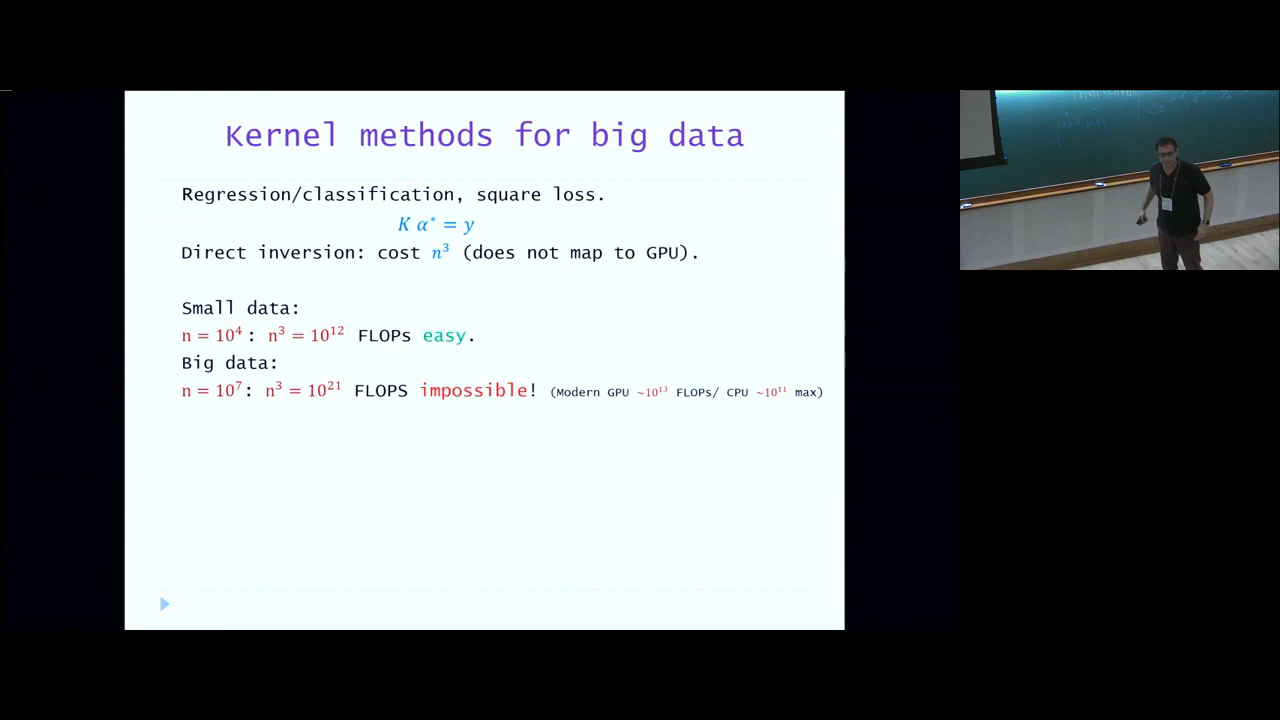 Kernel methods for big data
Regression/classification, square loss.
K α* = y
Direct inversion: cost n³ (does not map to GPU).
Small data:
n = 10⁴ : n³ = 10¹² FLOPs easy.
Big data:
n = 10⁷: n³ = 10²¹ FLOPS impossible! (Modern GPU ~10¹³ FLOPs/ CPU ~10¹¹ max)